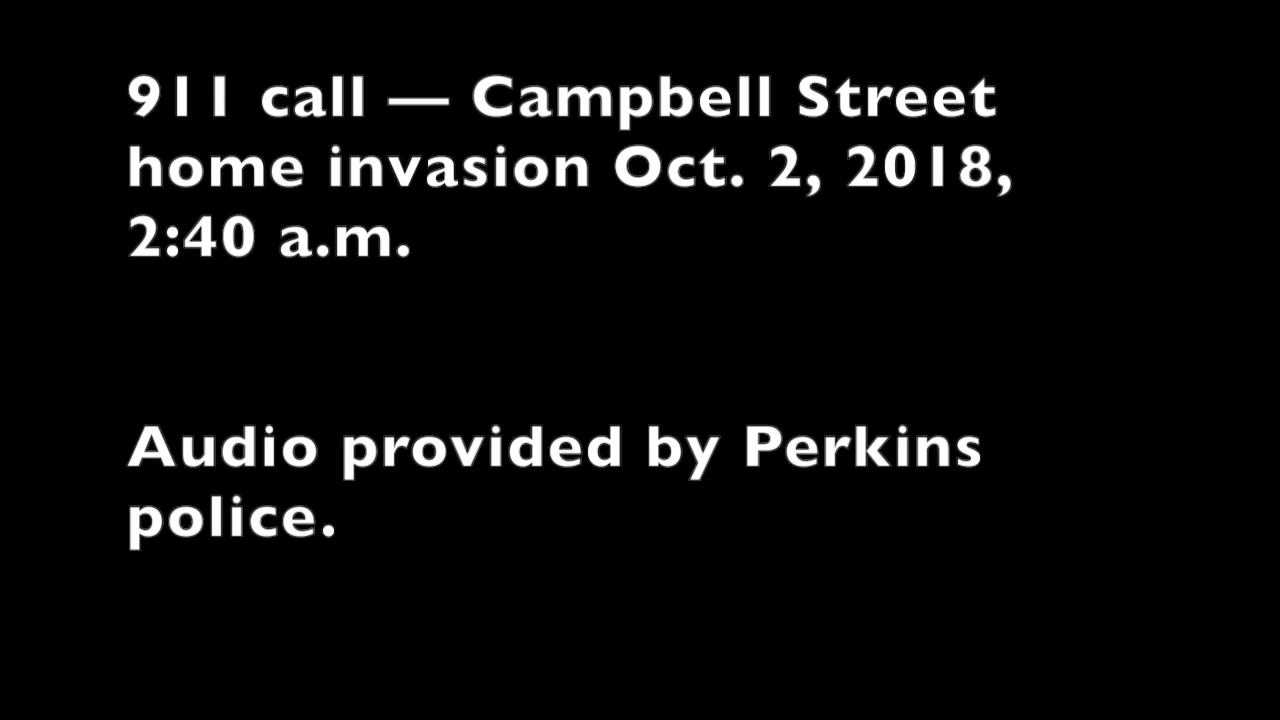 911 call — Campbell Street
home invasion Oct. 2, 2018,
2:40 a.m.
Audio provided by Perkins
police.